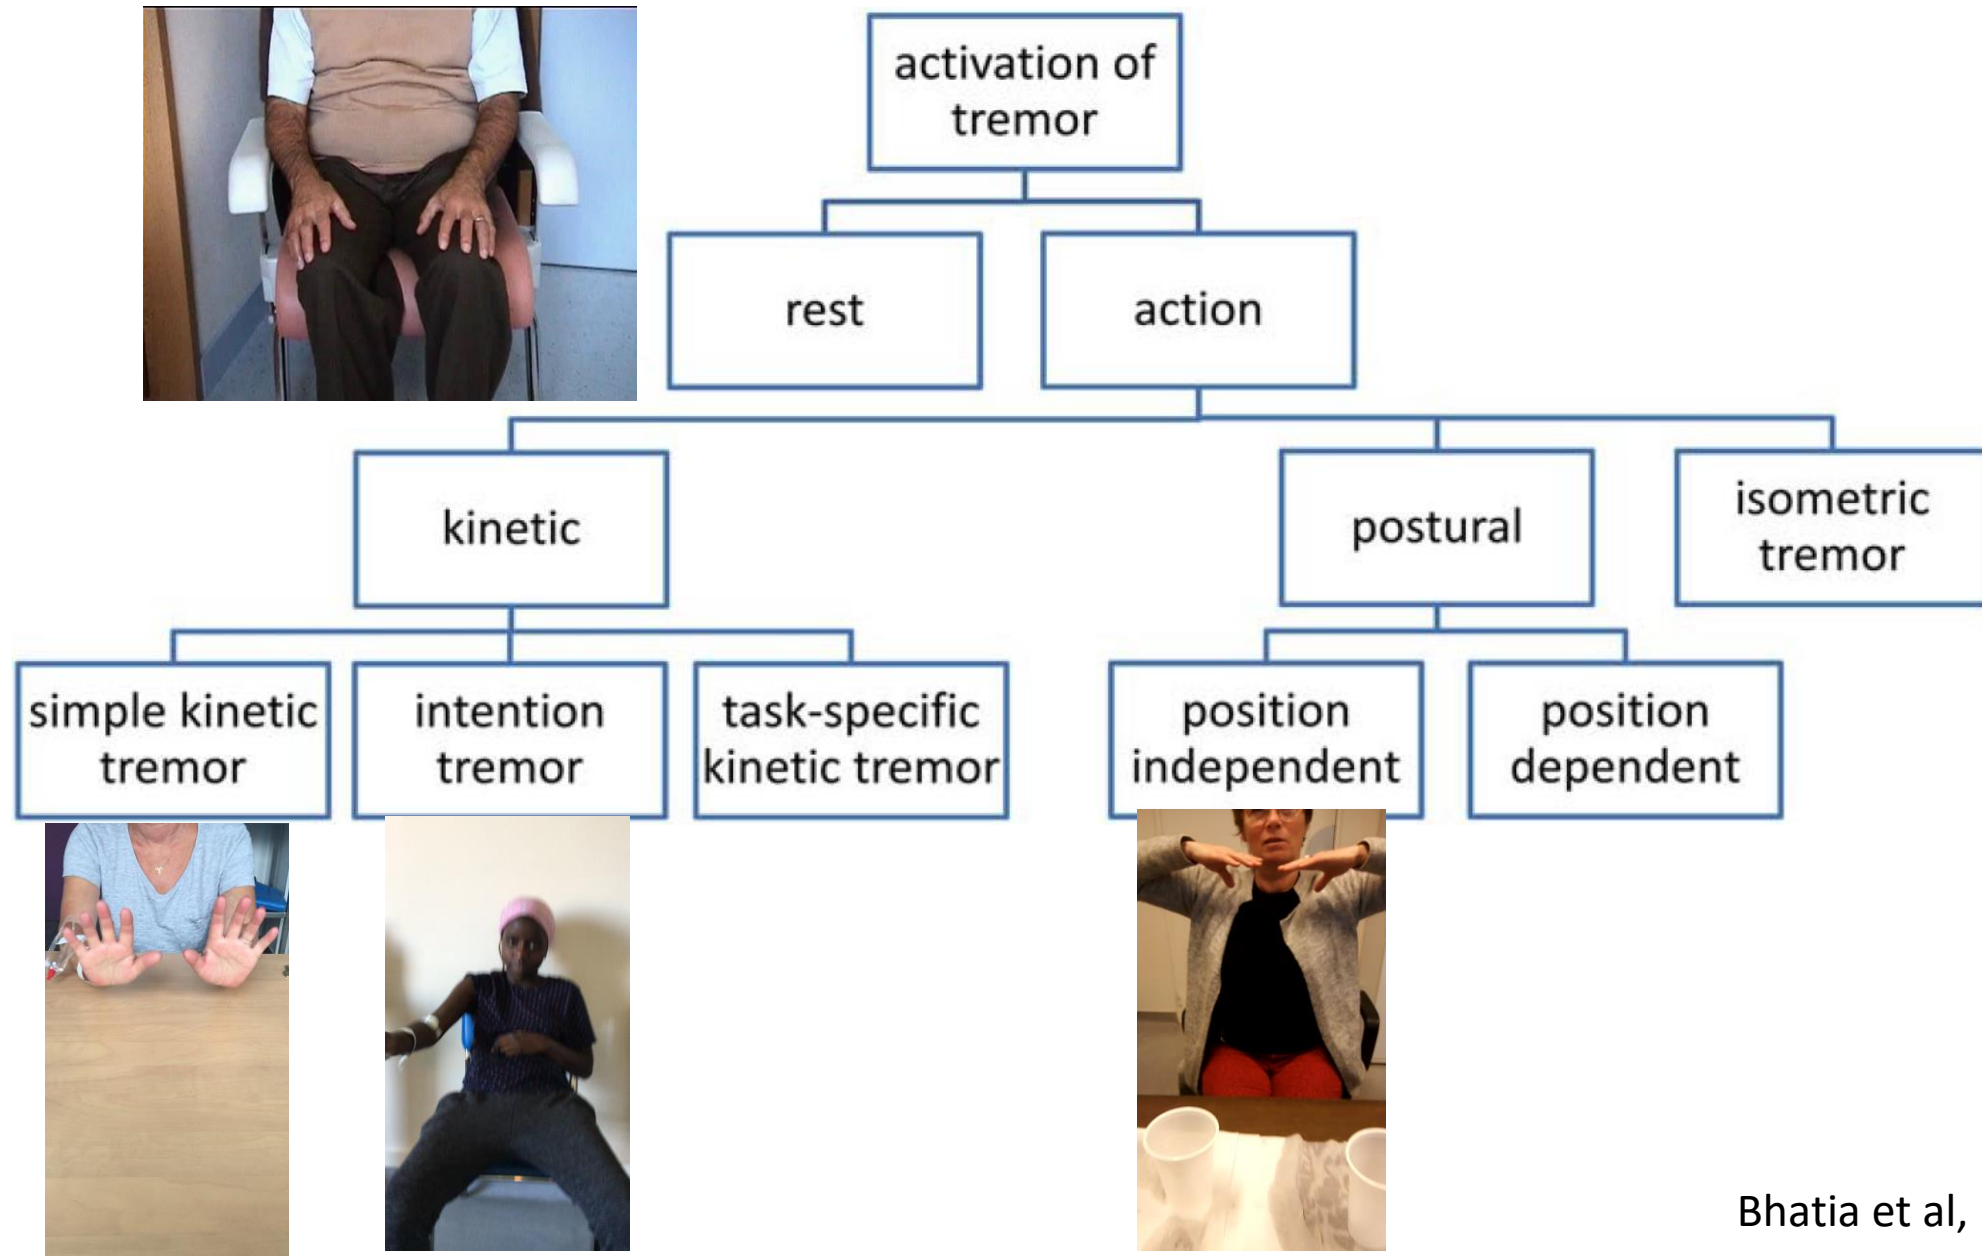 activation of
tremor
rest
action
kinetic
postural
isometric
tremor
simple kinetic
tremor
intention
tremor
task-specific
kinetic tremor
position
independent
position
dependent
Bhatia et al,